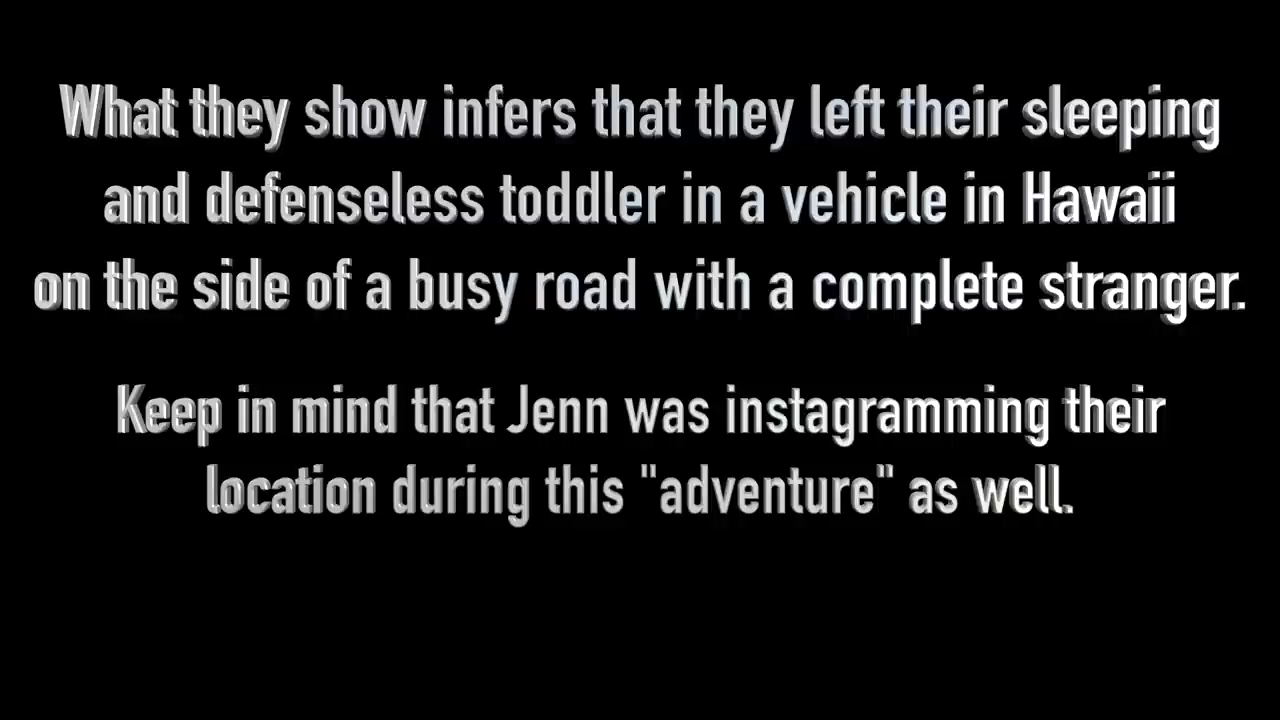 What they show infers that they left their sleeping
and defenseless toddler in a vehicle in Hawaii
on the side of a busy road with a complete stranger.
Keep in mind that Jenn was instagramming their
location during this "adventure" as well.